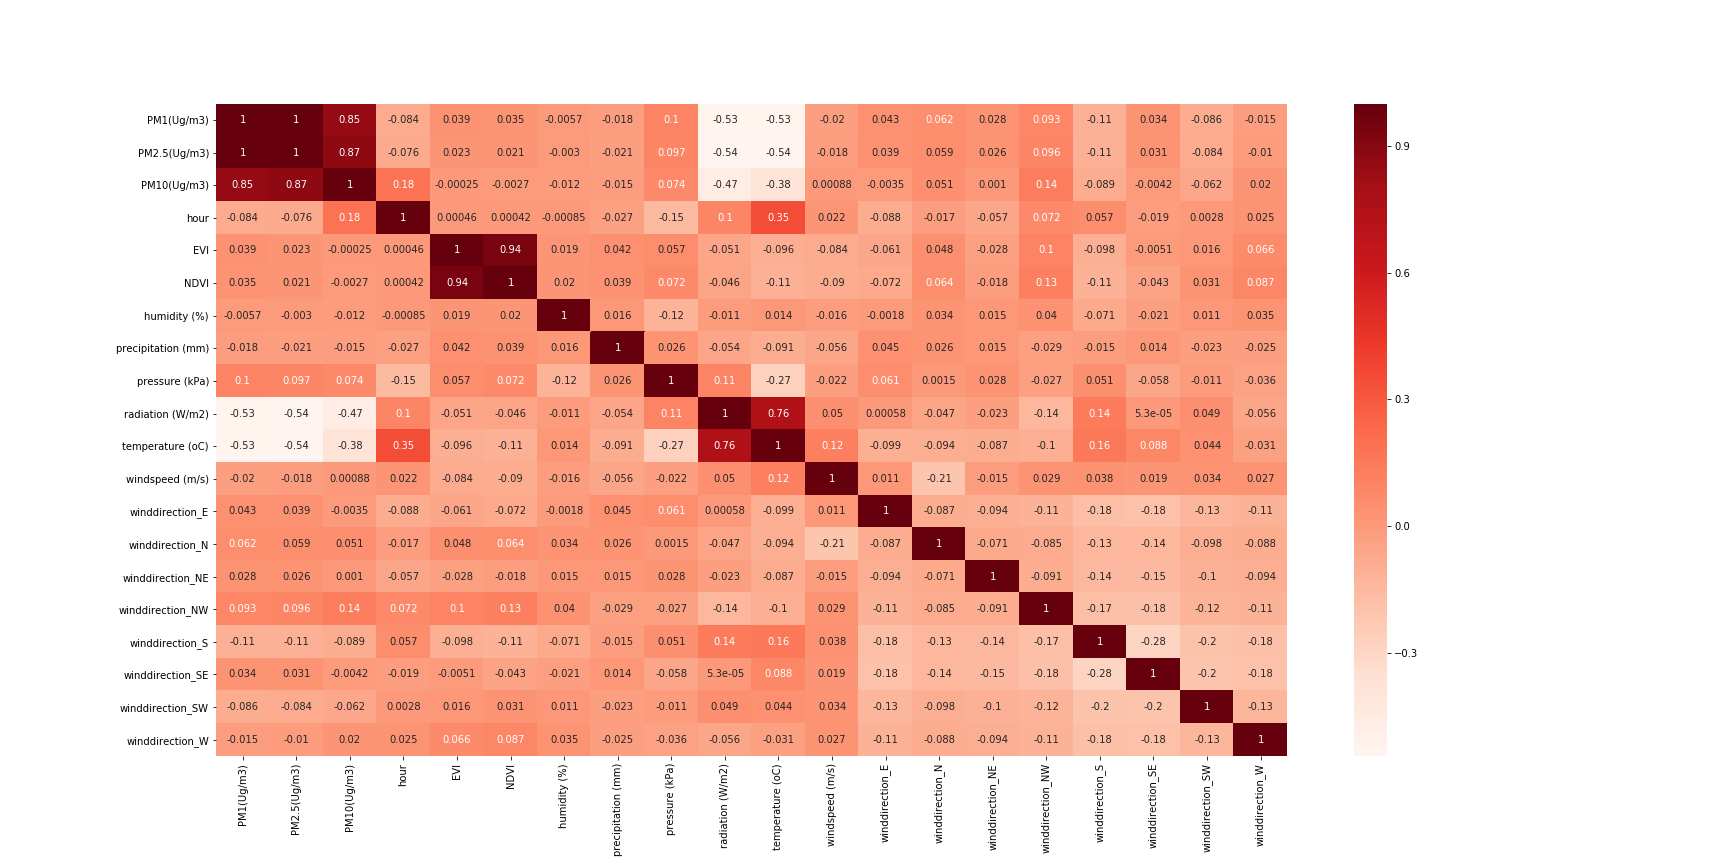 PM1(Ug/m3) 1 1 0.85 -0.084 0.039 0.035 -0.0057 -0.018 0.1 -0.53 -0.53 -0.02 0.043 0.062 0.028 0.093 -0.11 0.034 -0.086 -0.015
PM2.5(Ug/m3) 1 1 0.87 -0.076 0.023 0.021 -0.003 -0.021 0.097 -0.54 -0.54 -0.018 0.039 0.059 0.026 0.096 -0.11 0.031 -0.084 -0.01
PM10(Ug/m3) 0.85 0.87 1 0.18 -0.00025 -0.0027 -0.012 -0.015 0.074 -0.47 -0.38 0.00088 -0.0035 0.051 0.001 0.14 -0.089 -0.0042 -0.062 0.02
hour -0.084 -0.076 0.18 1 0.00046 0.00042 -0.00085 -0.027 -0.15 0.1 0.35 0.022 -0.088 -0.017 -0.057 0.072 0.057 -0.019 0.0028 0.025
EVI 0.039 0.023 -0.00025 0.00046 1 0.94 0.019 0.042 0.057 -0.051 -0.096 -0.084 -0.061 0.048 -0.028 0.1 -0.098 -0.0051 0.016 0.066
NDVI 0.035 0.021 -0.0027 0.00042 0.94 1 0.02 0.039 0.072 -0.046 -0.11 -0.09 -0.072 0.064 -0.018 0.13 -0.11 -0.043 0.031 0.087
humidity (%) -0.0057 -0.003 -0.012 -0.00085 0.019 0.02 1 0.016 -0.12 -0.011 0.014 -0.016 -0.0018 0.034 0.015 0.04 -0.071 -0.021 0.011 0.035
precipitation (mm) -0.018 -0.021 -0.015 -0.027 0.042 0.039 0.016 1 0.026 -0.054 -0.091 -0.056 0.045 0.026 0.015 -0.029 -0.015 0.014 -0.023 -0.025
pressure (kPa) 0.1 0.097 0.074 -0.15 0.057 0.072 -0.12 0.026 1 0.11 -0.27 -0.022 0.061 0.0015 0.028 -0.027 0.051 -0.058 -0.011 -0.036
radiation (W/m2) -0.53 -0.54 -0.47 0.1 -0.051 -0.046 -0.011 -0.054 0.11 1 0.76 0.05 0.00058 -0.047 -0.023 -0.14 0.14 5.3e-05 0.049 -0.056
temperature (oC) -0.53 -0.54 -0.38 0.35 -0.096 -0.11 0.014 -0.091 -0.27 0.76 1 0.12 -0.099 -0.094 -0.087 -0.1 0.16 0.088 0.044 -0.031
windspeed (m/s) -0.02 -0.018 0.00088 0.022 -0.084 -0.09 -0.016 -0.056 -0.022 0.05 0.12 1 0.011 -0.21 -0.015 0.029 0.038 0.019 0.034 0.027
winddirection_E 0.043 0.039 -0.0035 -0.088 -0.061 -0.072 -0.0018 0.045 0.061 0.00058 -0.099 0.011 1 -0.087 -0.094 -0.11 -0.18 -0.18 -0.13 -0.11
winddirection_N 0.062 0.059 0.051 -0.017 0.048 0.064 0.034 0.026 0.0015 -0.047 -0.094 -0.21 -0.087 1 -0.071 -0.085 -0.13 -0.14 -0.098 -0.088
winddirection_NE 0.028 0.026 0.001 -0.057 -0.028 -0.018 0.015 0.015 0.028 -0.023 -0.087 -0.015 -0.094 -0.071 1 -0.091 -0.14 -0.15 -0.1 -0.094
winddirection_NW 0.093 0.096 0.14 0.072 0.1 0.13 0.04 -0.029 -0.027 -0.14 -0.1 0.029 -0.11 -0.085 -0.091 1 -0.17 -0.18 -0.12 -0.11
winddirection_S -0.11 -0.11 -0.089 0.057 -0.098 -0.11 -0.071 -0.015 0.051 0.14 0.16 0.038 -0.18 -0.13 -0.14 -0.17 1 -0.28 -0.2 -0.18
winddirection_SE 0.034 0.031 -0.0042 -0.019 -0.0051 -0.043 -0.021 0.014 -0.058 5.3e-05 0.088 0.019 -0.18 -0.14 -0.15 -0.18 -0.28 1 -0.2 -0.18
winddirection_SW -0.086 -0.084 -0.062 0.0028 0.016 0.031 0.011 -0.023 -0.011 0.049 0.044 0.034 -0.13 -0.098 -0.1 -0.12 -0.2 -0.2 1 -0.13
winddirection_W -0.015 -0.01 0.02 0.025 0.066 0.087 0.035 -0.025 -0.036 -0.056 -0.031 0.027 -0.11 -0.088 -0.094 -0.11 -0.18 -0.18 -0.13 1
PM1(Ug/m3)
PM2.5(Ug/m3)
PM10(Ug/m3)
hour
EVI
NDVI
humidity (%)
precipitation (mm)
pressure (kPa)
radiation (W/m2)
temperature (oC)
windspeed (m/s)
winddirection_E
winddirection_N
winddirection_NE
winddirection_NW
winddirection_S
winddirection_SE
winddirection_SW
winddirection_W
0.9
0.6
0.3
0.0
−0.3